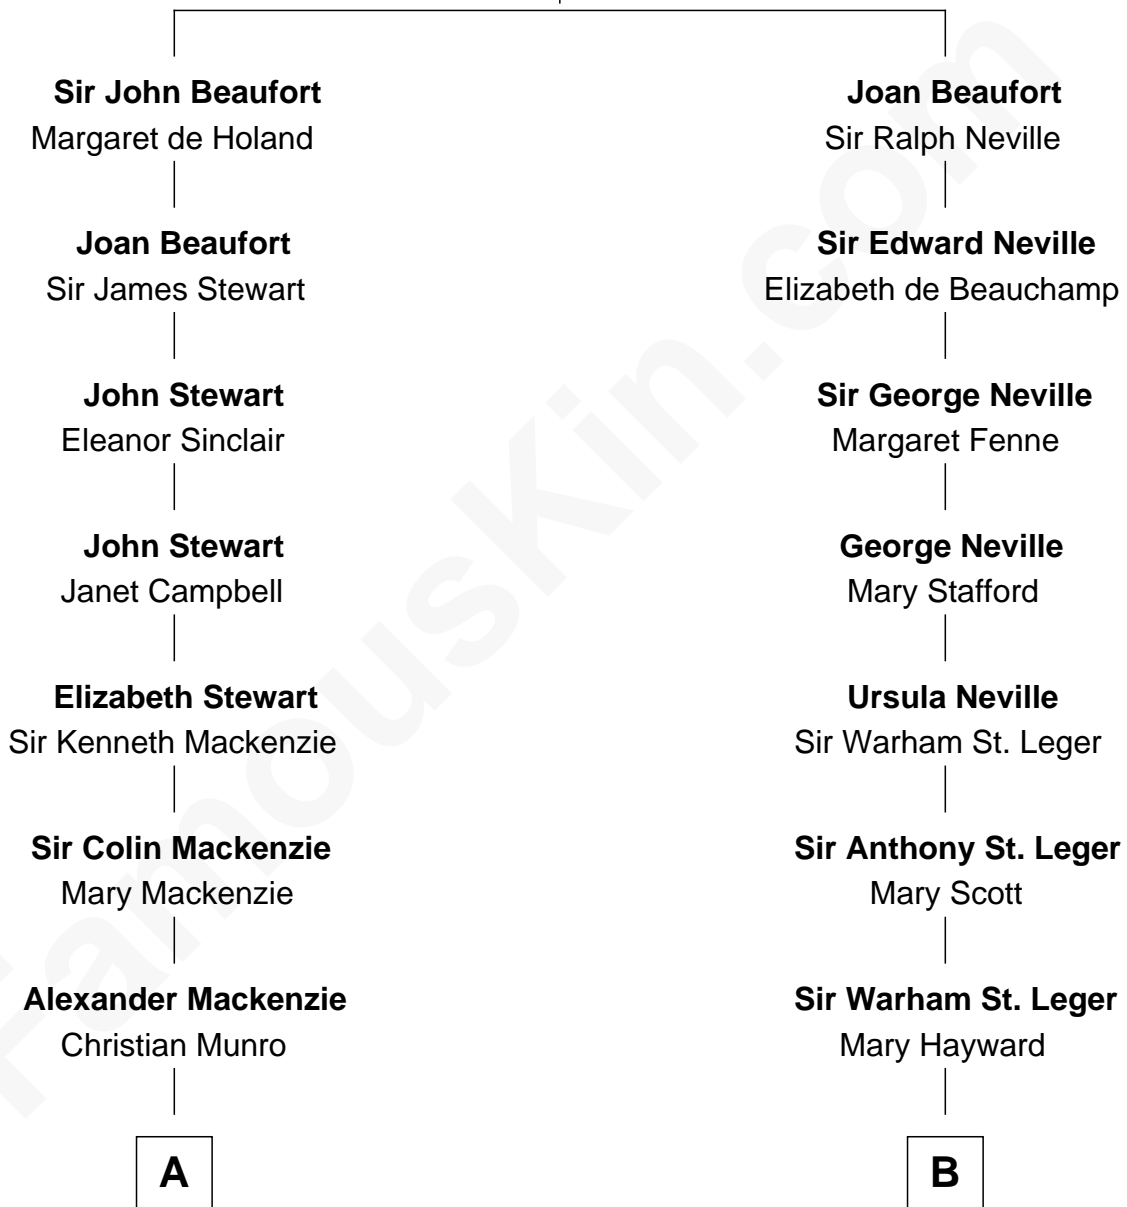 Sir John Beaufort
Margaret de Holand
Joan Beaufort
Sir James Stewart
John Stewart
Eleanor Sinclair
John Stewart
Janet Campbell
Elizabeth Stewart
Sir Kenneth Mackenzie
Sir Colin Mackenzie
Mary Mackenzie
Alexander Mackenzie
Christian Munro
A
Joan Beaufort
Sir Ralph Neville
Sir Edward Neville
Elizabeth de Beauchamp
Sir George Neville
Margaret Fenne
George Neville
Mary Stafford
Ursula Neville
Sir Warham St. Leger
Sir Anthony St. Leger
Mary Scott
Sir Warham St. Leger
Mary Hayward
B
FamousKin.com